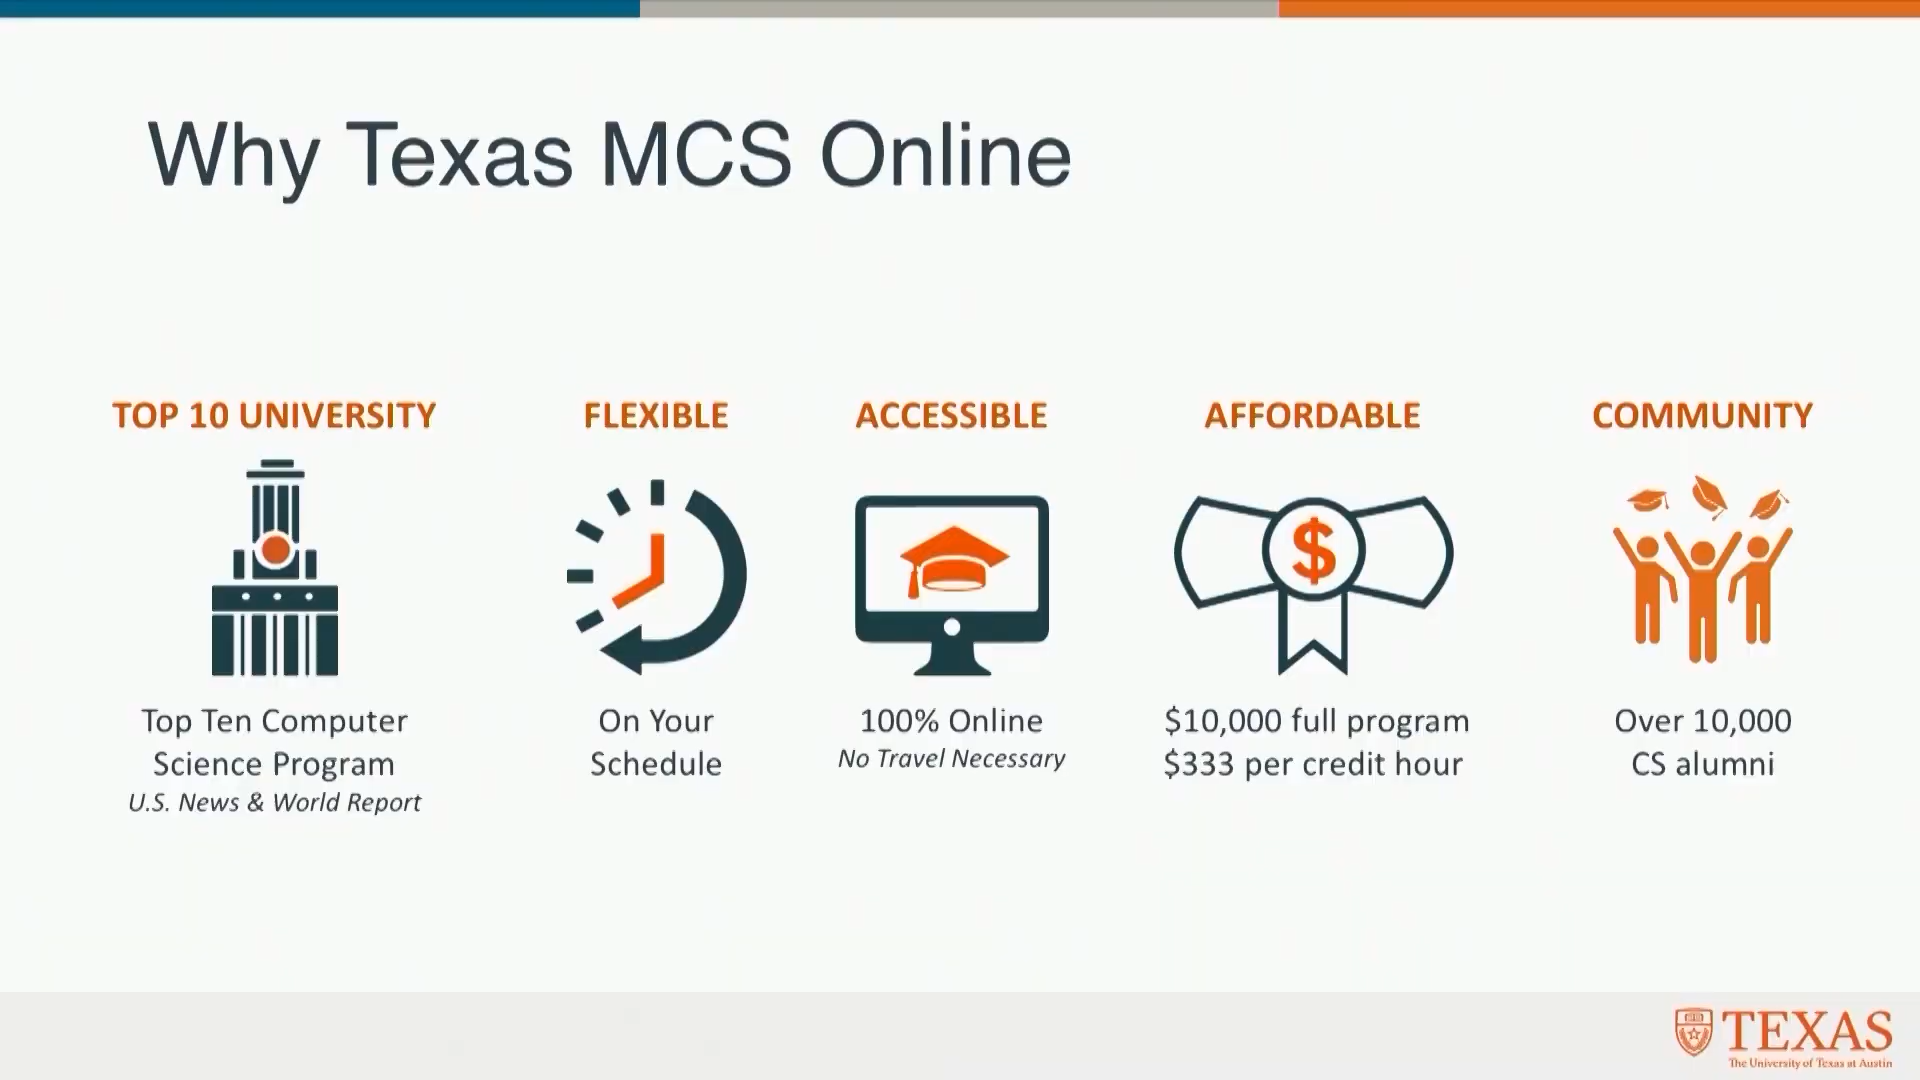 Why Texas MCS Online
TOP 10 UNIVERSITY
Top Ten Computer
Science Program
U.S. News & World Report
FLEXIBLE
On Your
Schedule
ACCESSIBLE
100% Online
No Travel Necessary
AFFORDABLE
$
$10,000 full program
$333 per credit hour
COMMUNITY
Over 10,000
CS alumni
TEXAS
The University of Texas at Austin